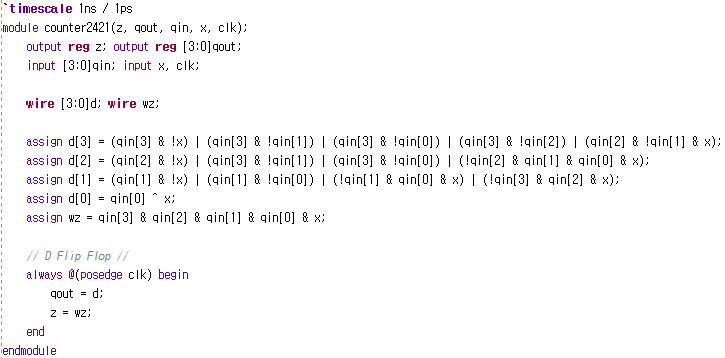 `timescale 1ns / 1ps
module counter2421(z, qout, qin, x, clk);
output reg z; output reg [3:0]qout;
input [3:0]qin; input x, clk;
wire [3:0]d; wire wz;
assign d[3] = (qin[3] & !x) | (qin[3] & !qin[1]) | (qin[3] & !qin[0]) | (qin[3] & !qin[2]) | (qin[2] & !qin[1] & x);
assign d[2] = (qin[2] & !x) | (qin[3] & !qin[1]) | (qin[3] & !qin[0]) | (!qin[2] & qin[1] & qin[0] & x);
assign d[1] = (qin[1] & !x) | (qin[1] & !qin[0]) | (!qin[1] & qin[0] & x) | (!qin[3] & qin[2] & x);
assign d[0] = qin[0] ^ x;
assign wz = qin[3] & qin[2] & qin[1] & qin[0] & x;
// D Flip Flop //
always @(posedge clk) begin
qout = d;
z = wz;
end
endmodule